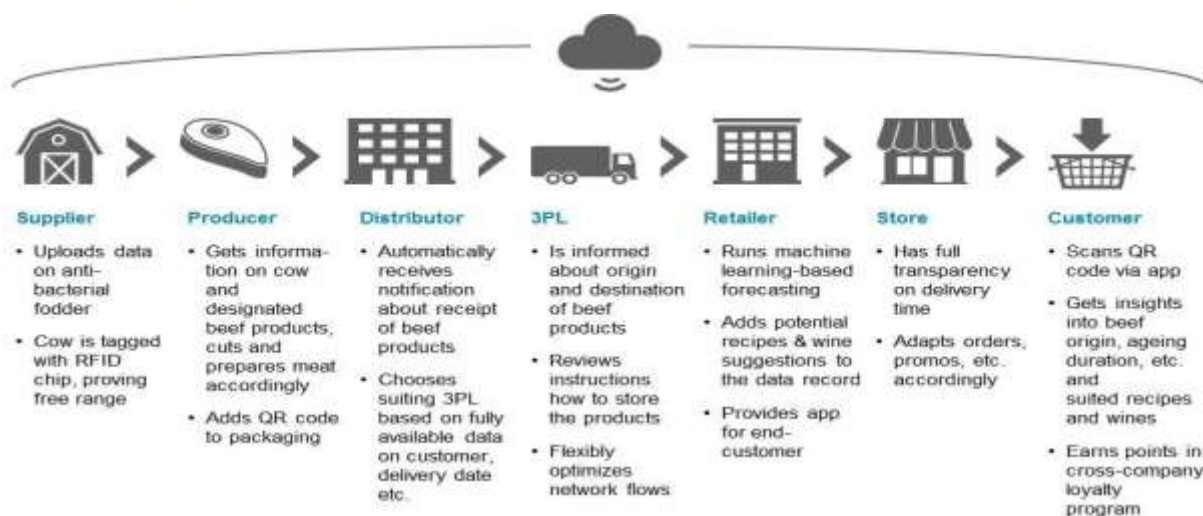 Supplier
• Uploads data
on anti-
bacterial
fodder
• Cow is tagged
with RFID
chip, proving
free range
Producer
• Gets informa-
tion on cow
and
designated
beef products,
cuts and
prepares meat
accordingly
• Adds QR code
to packaging
Distributor
• Automatically
receives
notification
about receipt
of beef
products
• Chooses
suiting 3PL
based on fully
available data
on customer,
delivery date
etc.
3PL
• Is informed
about origin
and destination
of beef
products
• Reviews
instructions
how to store
the products
• Flexibly
optimizes
network flows
Retailer
• Runs machine
learning-based
forecasting
• Adds potential
recipes & wine
suggestions to
the data record
• Provides app
for end-
customer
Store
• Has full
transparency
on delivery
time
• Adapts orders,
promos, etc.
accordingly
Customer
• Scans QR
code via app
• Gets insights
into beef
origin, ageing
duration, etc.
and
suited recipes
and wines
• Earns points in
cross-company
loyalty
program